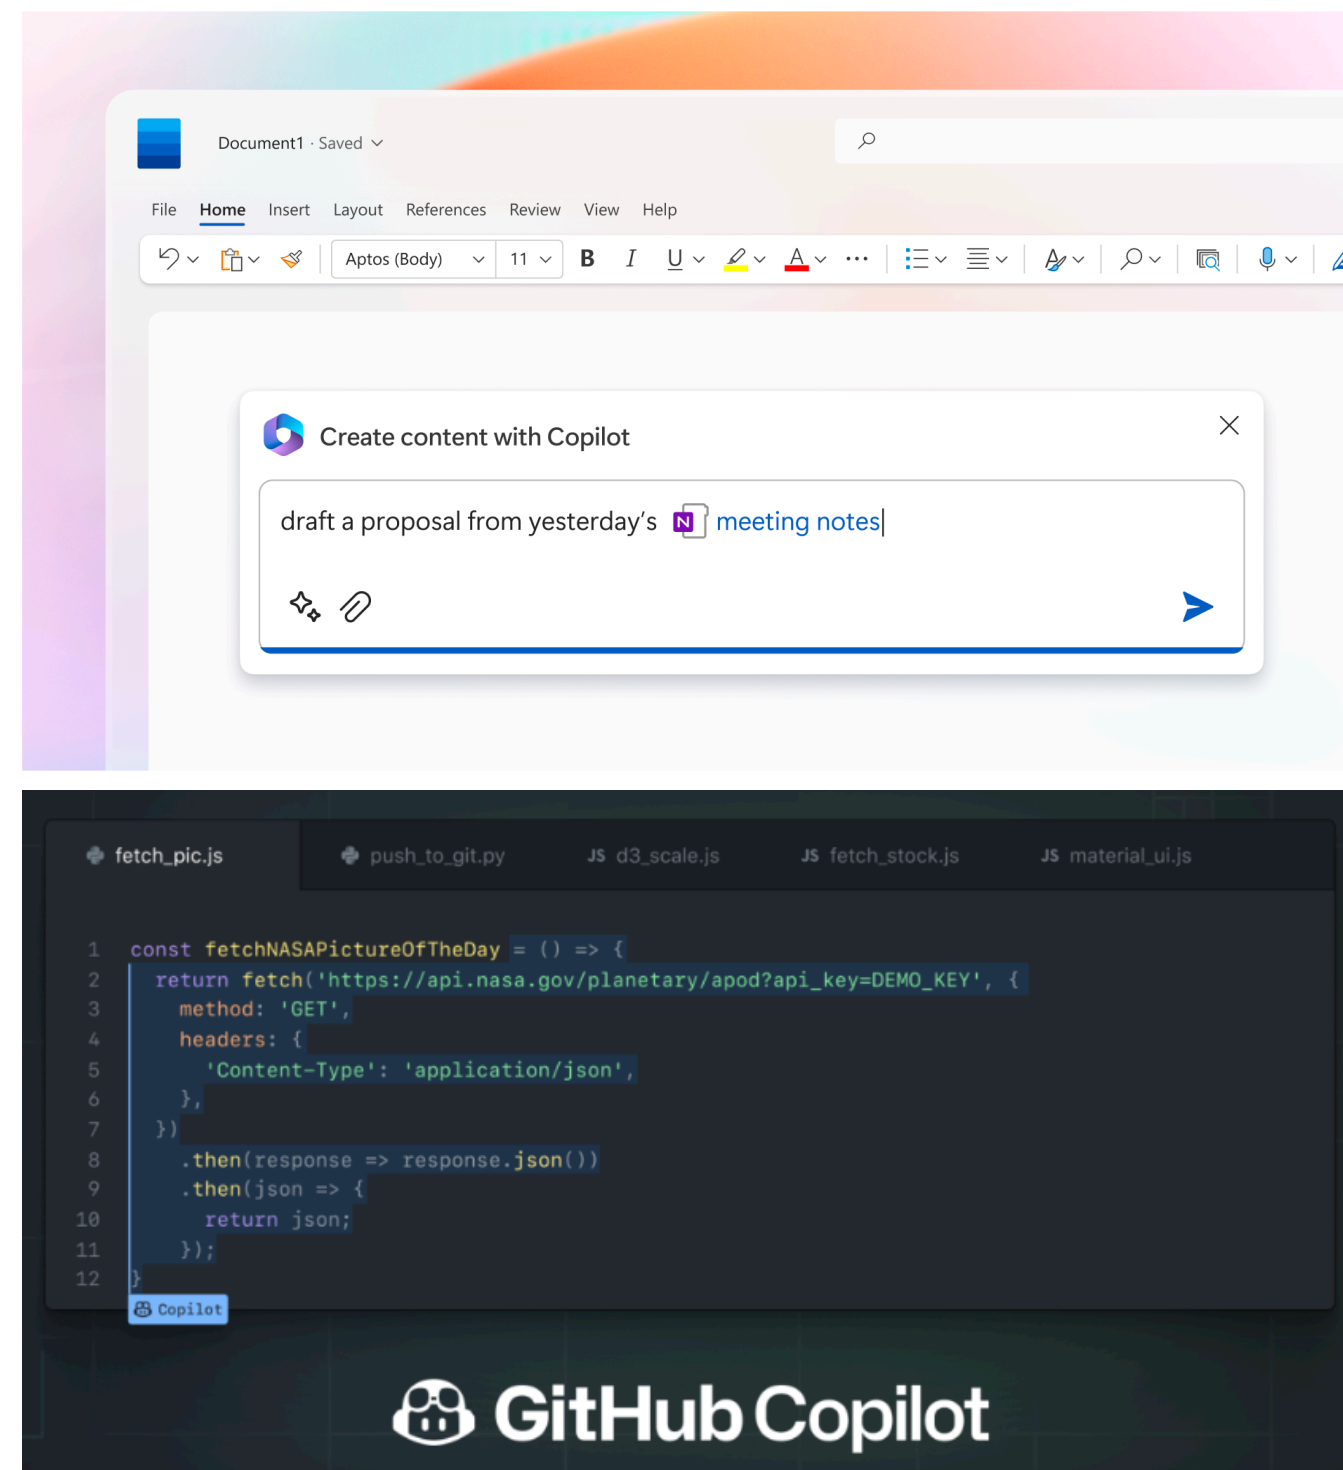 Document1 · Saved
File Home Insert Layout References Review View Help
Aptos (Body) 11 B I U A
Create content with Copilot
draft a proposal from yesterday's N meeting notes
fetch_pic.js push_to_git.py JS d3_scale.js JS fetch_stock.js JS material_ui.js
1 const fetchNASAPictureOfTheDay = () => {
2 return fetch('https://api.nasa.gov/planetary/apod?api_key=DEMO_KEY', {
3 method: 'GET',
4 headers: {
5 'Content-Type': 'application/json',
6 },
7 })
8 .then(response => response.json())
9 .then(json => {
10 return json;
11 });
12 }
Copilot
GitHub Copilot